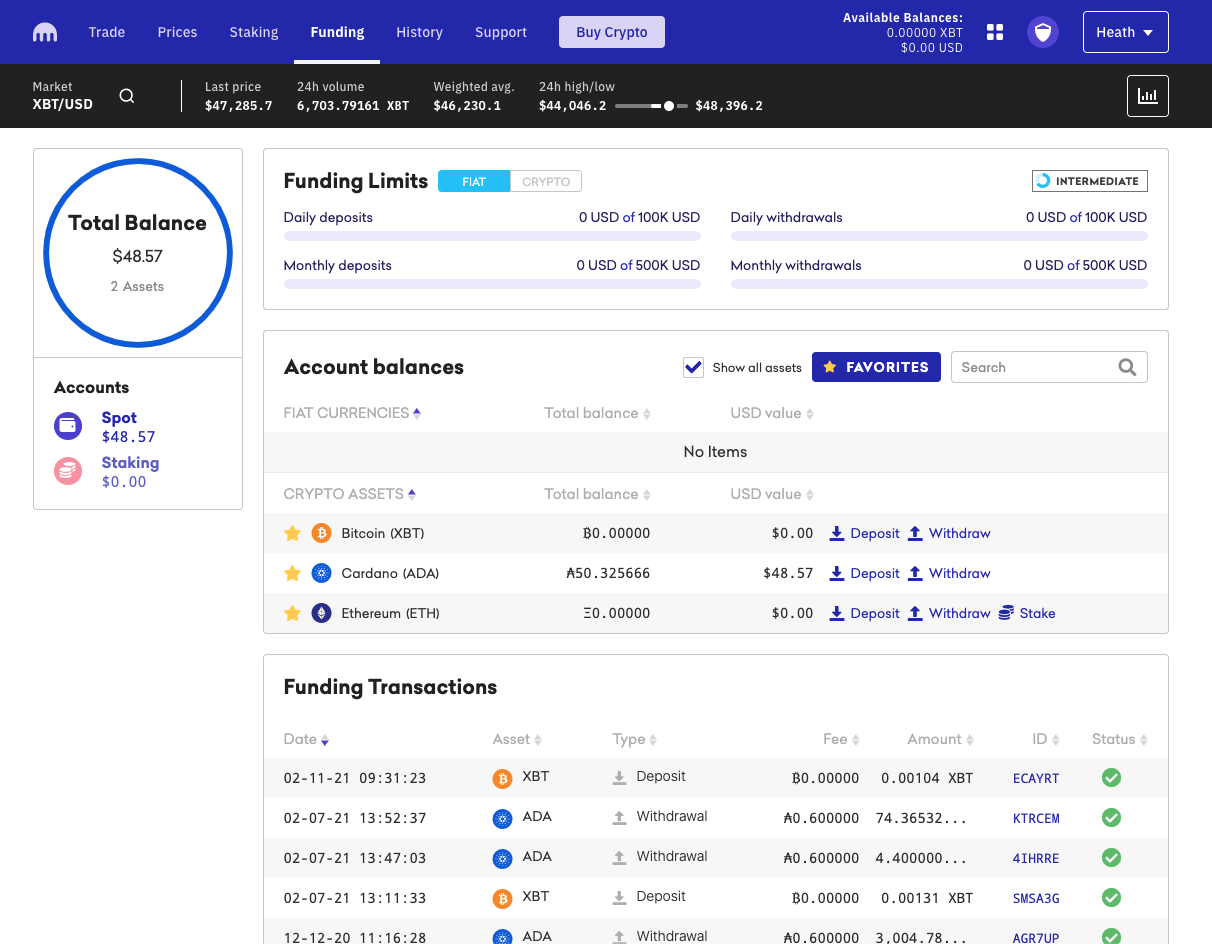 Trade Prices Staking Funding History Support Buy Crypto
Available Balances:
0.00000 XBT
$0.00 USD
Heath
Market
XBT/USD
Last price
$47,285.7
24h volume
6,703.79161 XBT
Weighted avg.
$46,230.1
24h high/low
$44,046.2 $48,396.2
Total Balance
$48.57
2 Assets
Accounts
Spot
$48.57
Staking
$0.00
Funding Limits FIAT CRYPTO INTERMEDIATE
Daily deposits 0 USD of 100K USD
Daily withdrawals 0 USD of 100K USD
Monthly deposits 0 USD of 500K USD
Monthly withdrawals 0 USD of 500K USD
Account balances Show all assets FAVORITES Search
FIAT CURRENCIES Total balance USD value
No Items
CRYPTO ASSETS Total balance USD value
Bitcoin (XBT) ₿0.00000 $0.00 Deposit Withdraw
Cardano (ADA) ₳50.325666 $48.57 Deposit Withdraw
Ethereum (ETH) Ξ0.00000 $0.00 Deposit Withdraw Stake
Funding Transactions
Date Asset Type Fee Amount ID Status
02-11-21 09:31:23 XBT Deposit ₿0.00000 0.00104 XBT ECAYRT
02-07-21 13:52:37 ADA Withdrawal ₳0.600000 74.36532... KTRCEM
02-07-21 13:47:03 ADA Withdrawal ₳0.600000 4.400000... 4IHRRE
02-07-21 13:11:33 XBT Deposit ₿0.00000 0.00131 XBT SMSA3G
12-12-20 11:16:28 ADA Withdrawal ₳0.600000 3,004.78... AGR7UP